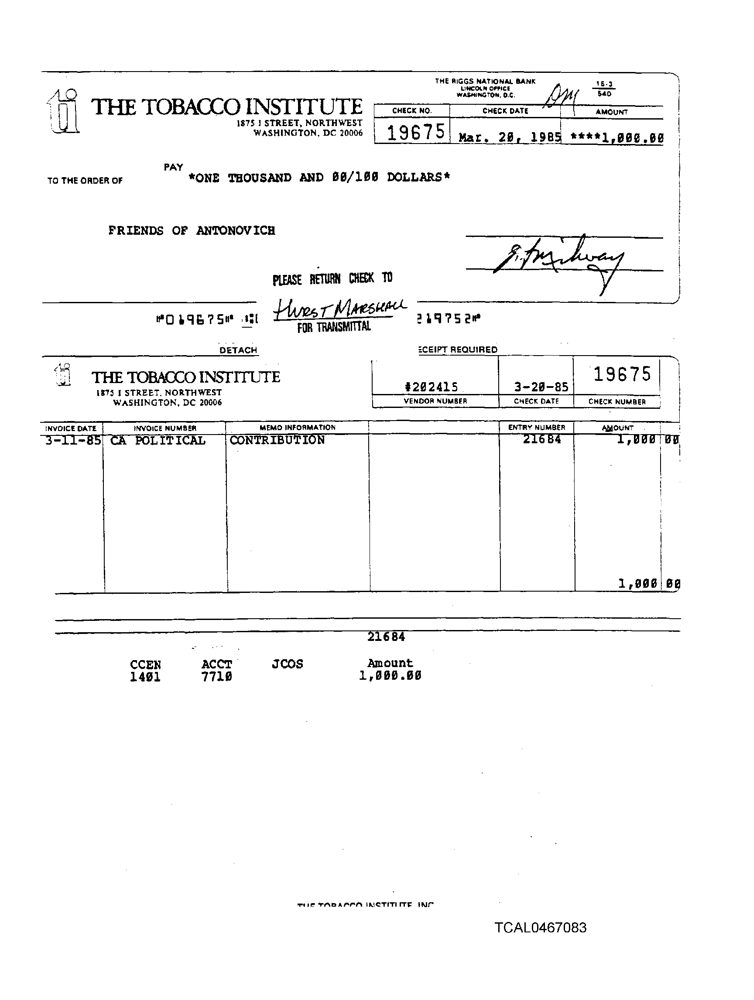 THE RIGGS NATIONAL BANK
LINCOLN OFFICE
WASHINGTON, D.C.
15-3
540
THE TOBACCO INSTITUTE
1875 I STREET, NORTHWEST
WASHINGTON, DC 20006
CHECK NO. CHECK DATE AMOUNT
19675 Mar. 20, 1985 ****1,000.00
PAY
TO THE ORDER OF *ONE THOUSAND AND 00/100 DOLLARS*
FRIENDS OF ANTONOVICH
PLEASE RETURN CHECK TO
HURST MARSHALL
FOR TRANSMITTAL
⑈019675⑈ 219752⑈
DETACH ECEIPT REQUIRED
THE TOBACCO INSTITUTE
1875 I STREET, NORTHWEST
WASHINGTON, DC 20006
#202415 3-20-85 19675
VENDOR NUMBER CHECK DATE CHECK NUMBER
INVOICE DATE INVOICE NUMBER MEMO INFORMATION ENTRY NUMBER AMOUNT
3-11-85 CA POLITICAL CONTRIBUTION 21684 1,000 00
1,000 00
21684
CCEN ACCT JCOS Amount
1401 7710 1,000.00
THE TOBACCO INSTITUTE, INC
TCAL0467083